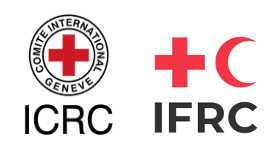 COMITE INTERNATIONAL
GENEVE
ICRC
IFRC